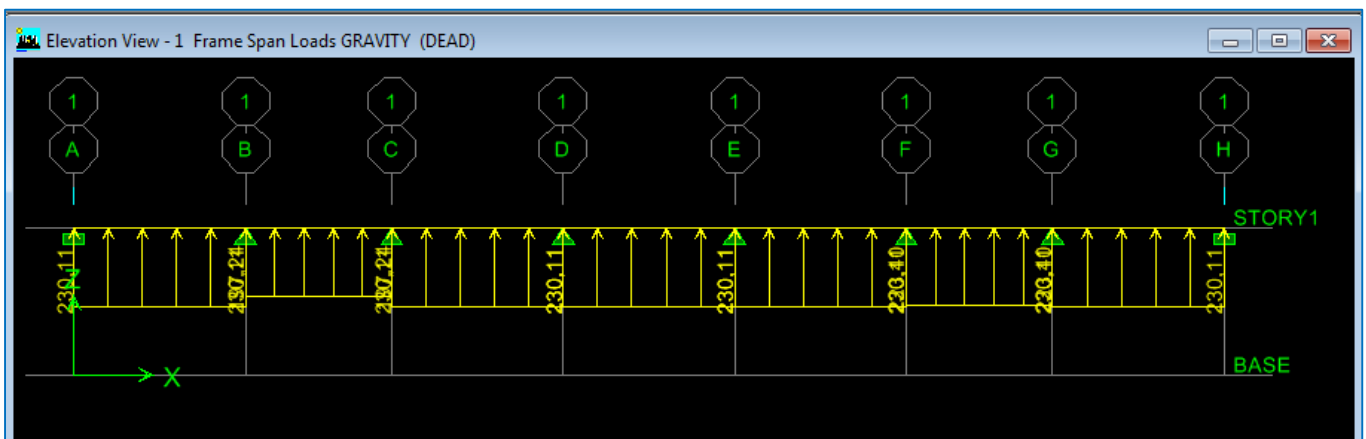 Elevation View - 1 Frame Span Loads GRAVITY (DEAD)
1 1 1 1 1 1 1 1
A B C D E F G H
STORY1
230,11 230,11 230,11 230,11
Z
X
BASE